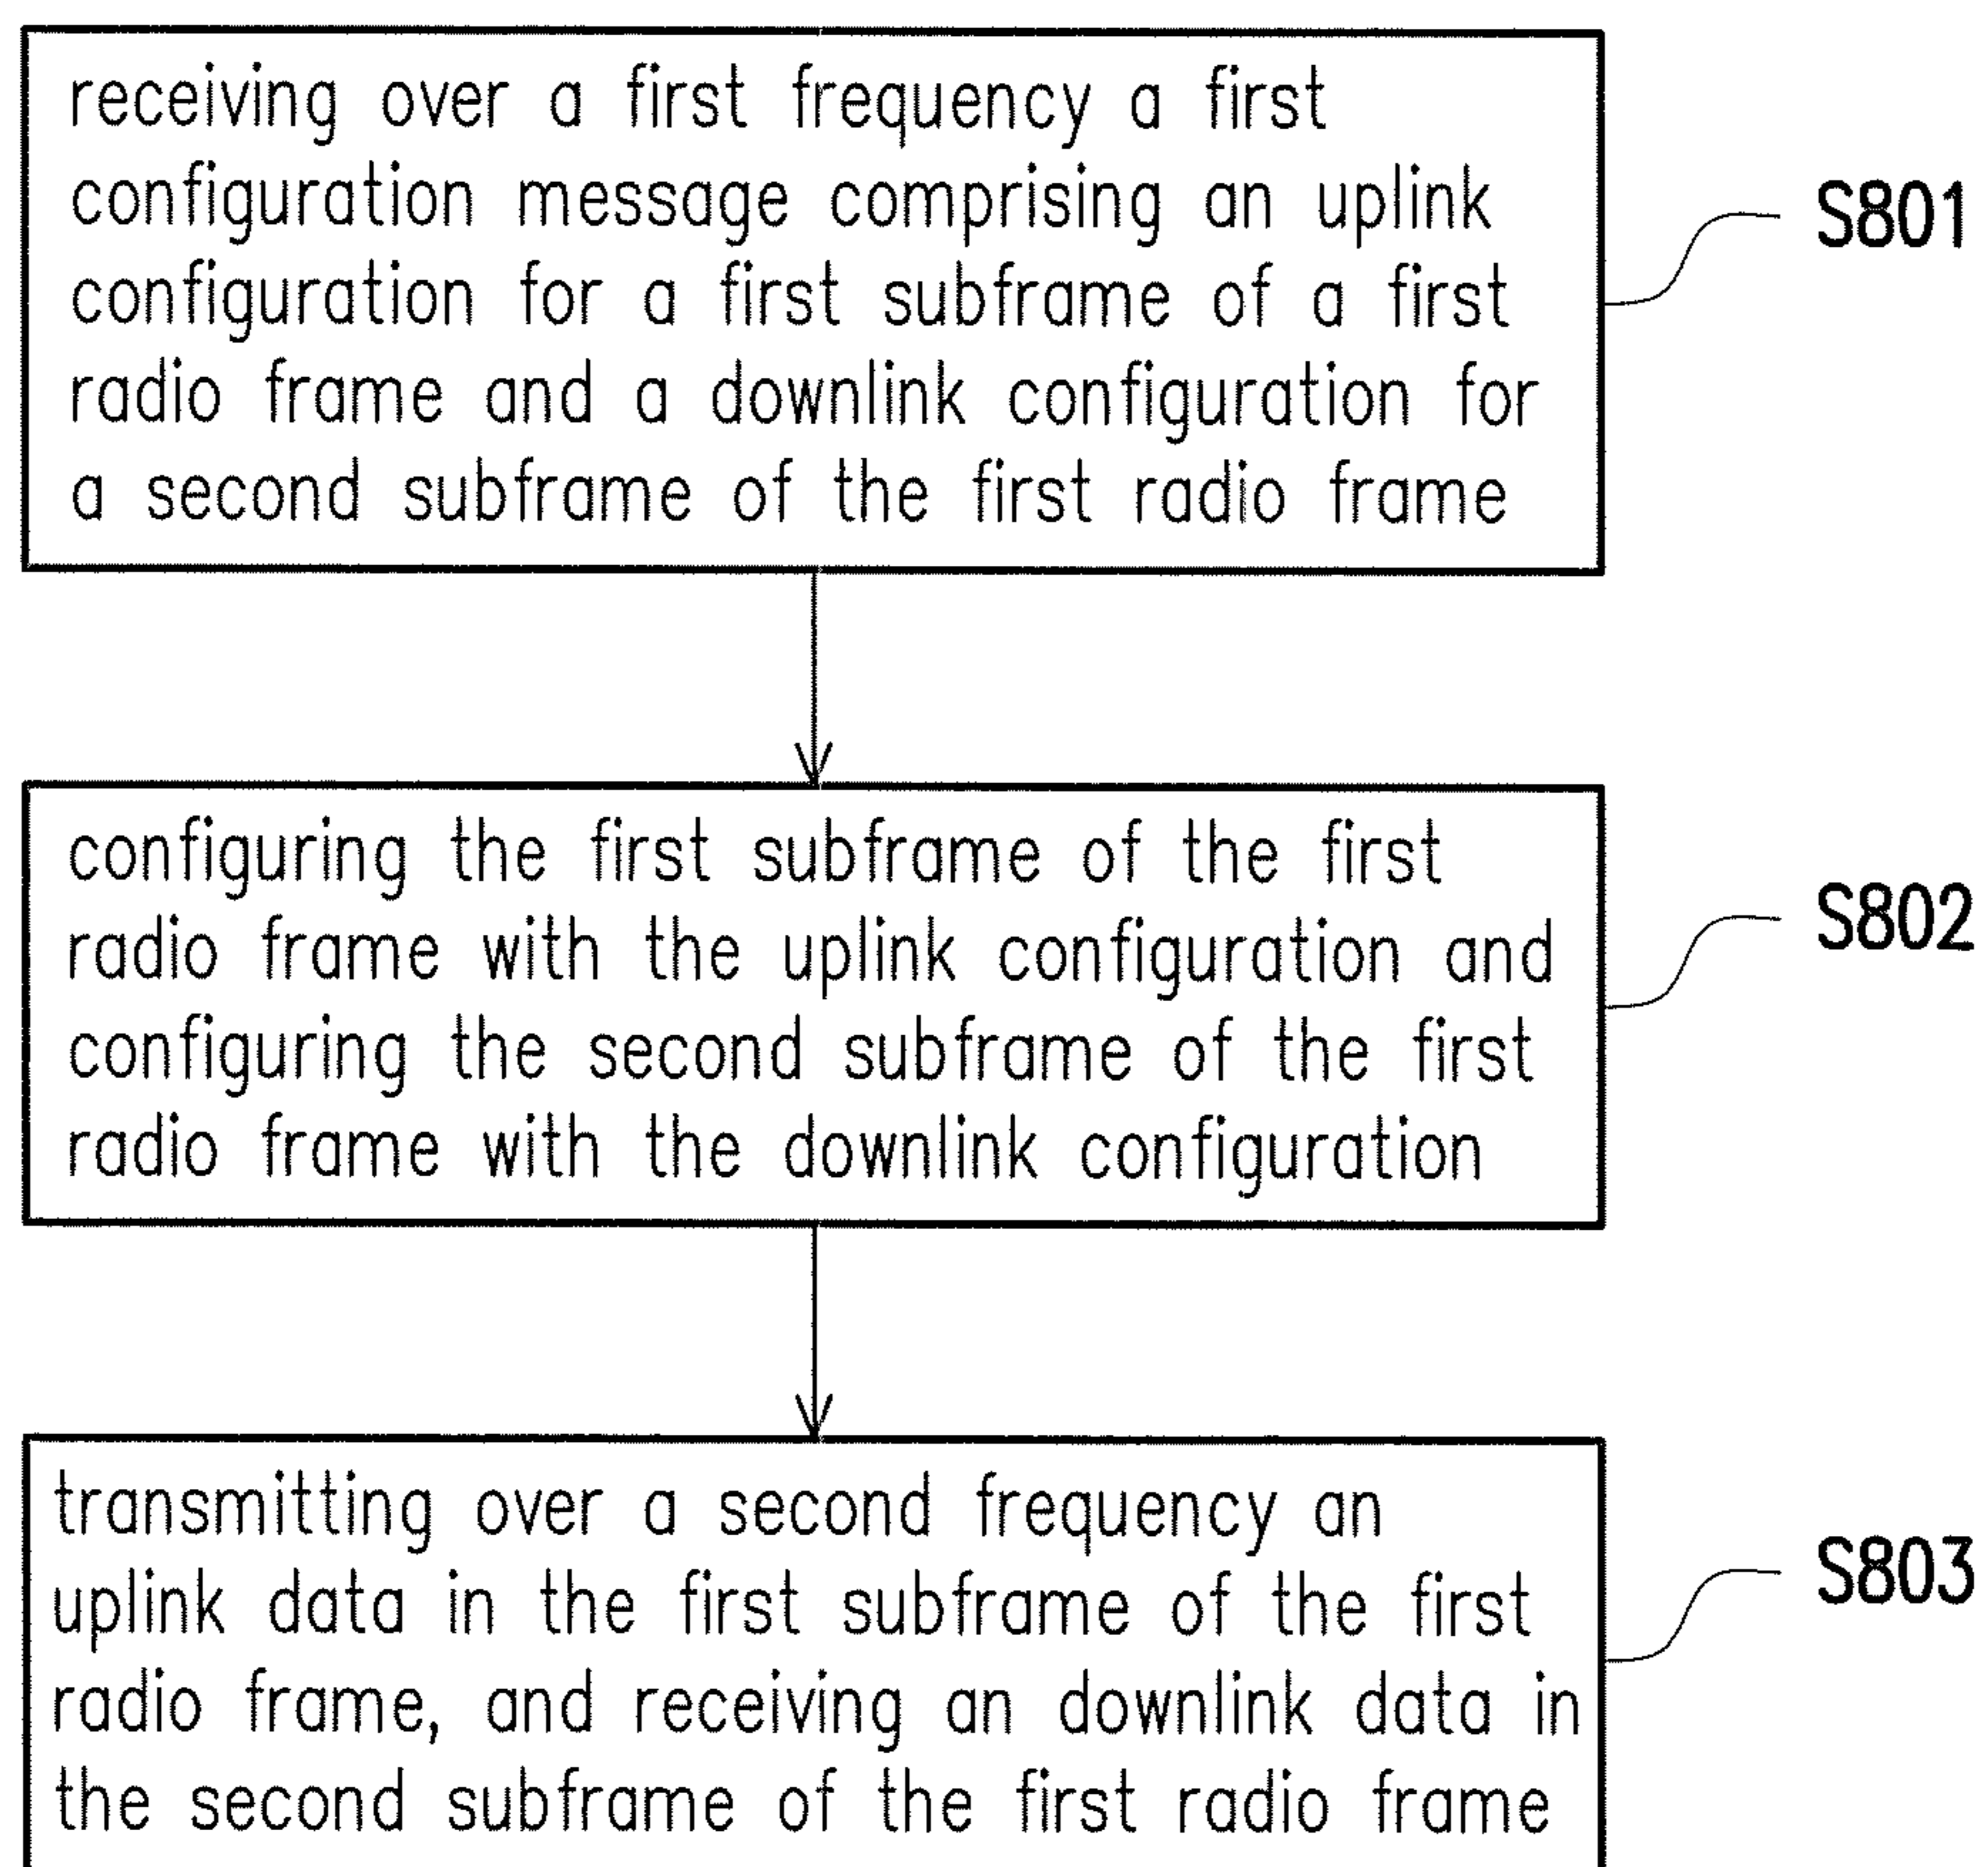 receiving over a first frequency a first
configuration message comprising an uplink
configuration for a first subframe of a first
radio frame and a downlink configuration for
a second subframe of the first radio frame
S801
configuring the first subframe of the first
radio frame with the uplink configuration and
configuring the second subframe of the first
radio frame with the downlink configuration
S802
transmitting over a second frequency an
uplink data in the first subframe of the first
radio frame, and receiving an downlink data in
the second subframe of the first radio frame
S803